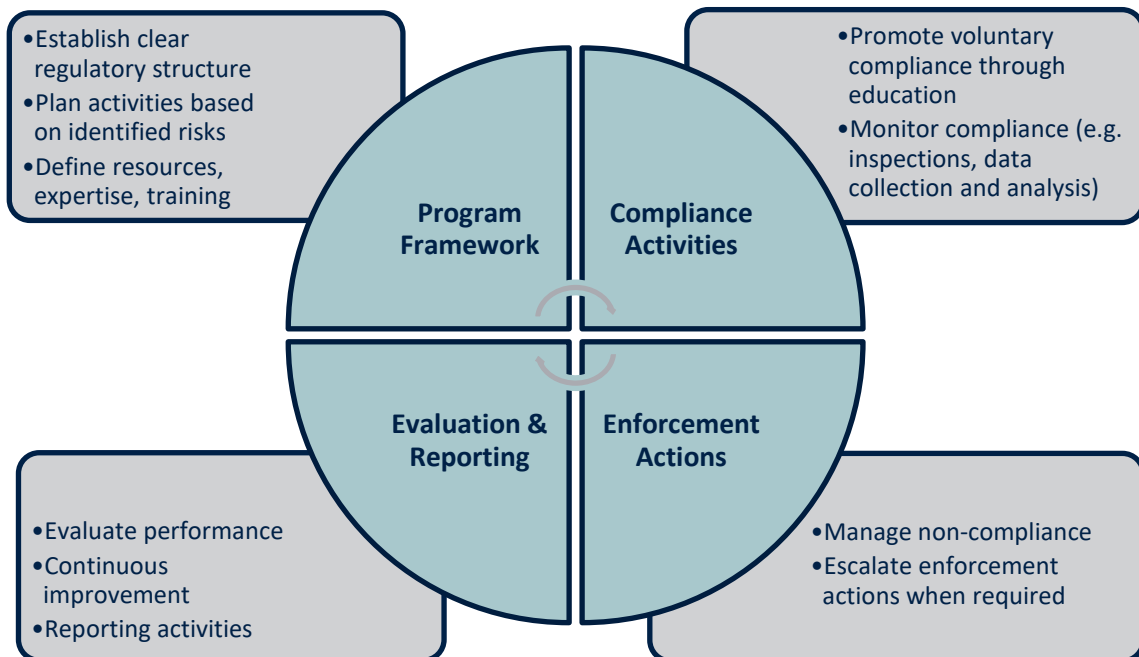 •Establish clear
regulatory structure
•Plan activities based
on identified risks
•Define resources,
expertise, training
•Promote voluntary
compliance through
education
•Monitor compliance (e.g.
inspections, data
collection and analysis)
Program
Framework
Compliance
Activities
Evaluation &
Reporting
Enforcement
Actions
•Evaluate performance
•Continuous
improvement
•Reporting activities
•Manage non-compliance
•Escalate enforcement
actions when required